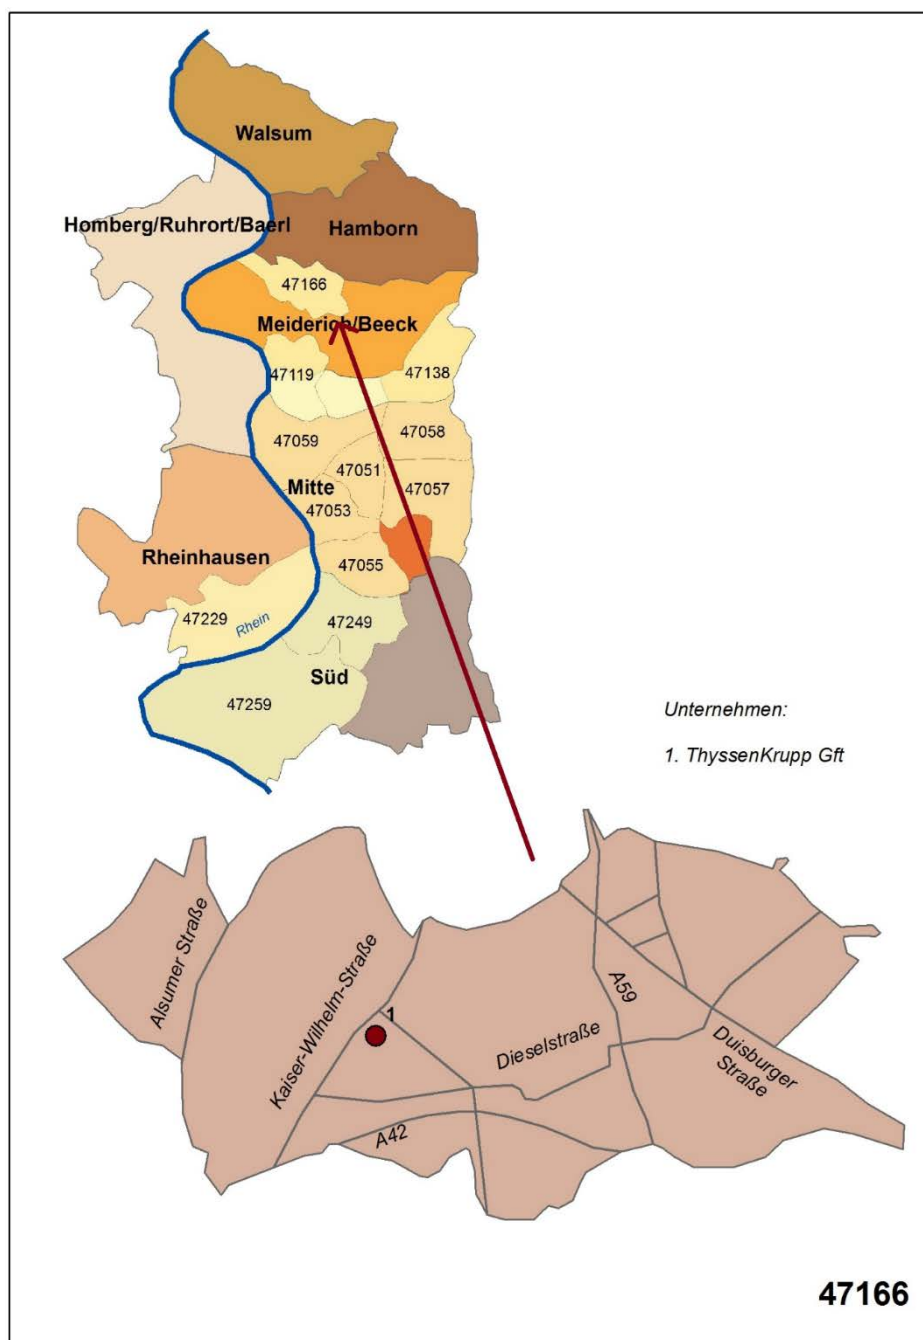 Walsum
Homberg/Ruhrort/Baerl
Hamborn
47166
Meiderich/Beeck
47119
47138
47059
47058
47051
47057
Mitte
47053
Rheinhausen
47055
47229
Rhein
47249
Süd
47259
Unternehmen:
1. ThyssenKrupp Gft
Alsumer Straße
Kaiser-Wilhelm-Straße
1
Dieselstraße
A59
Duisburger
Straße
A42
47166